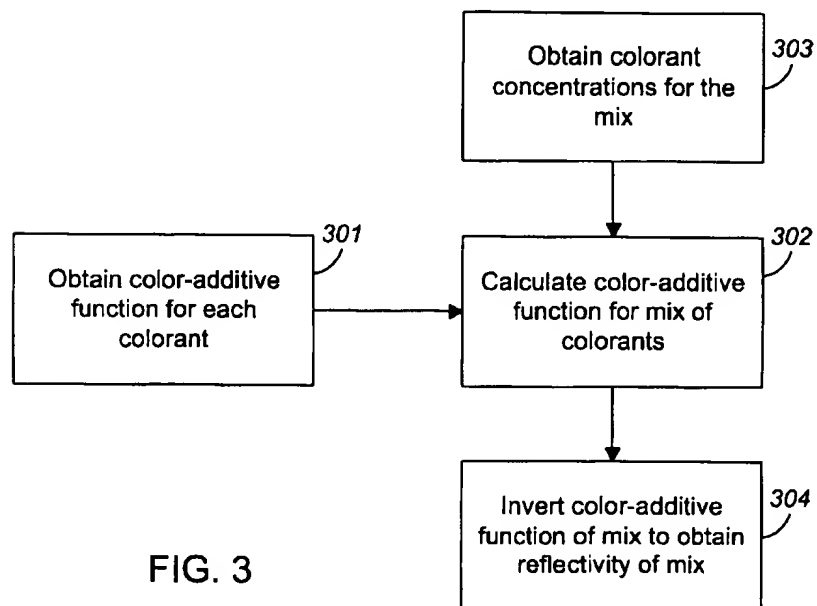 Obtain colorant
concentrations for the
mix
303
301
Obtain color-additive
function for each
colorant
302
Calculate color-additive
function for mix of
colorants
304
Invert color-additive
function of mix to obtain
reflectivity of mix
FIG. 3